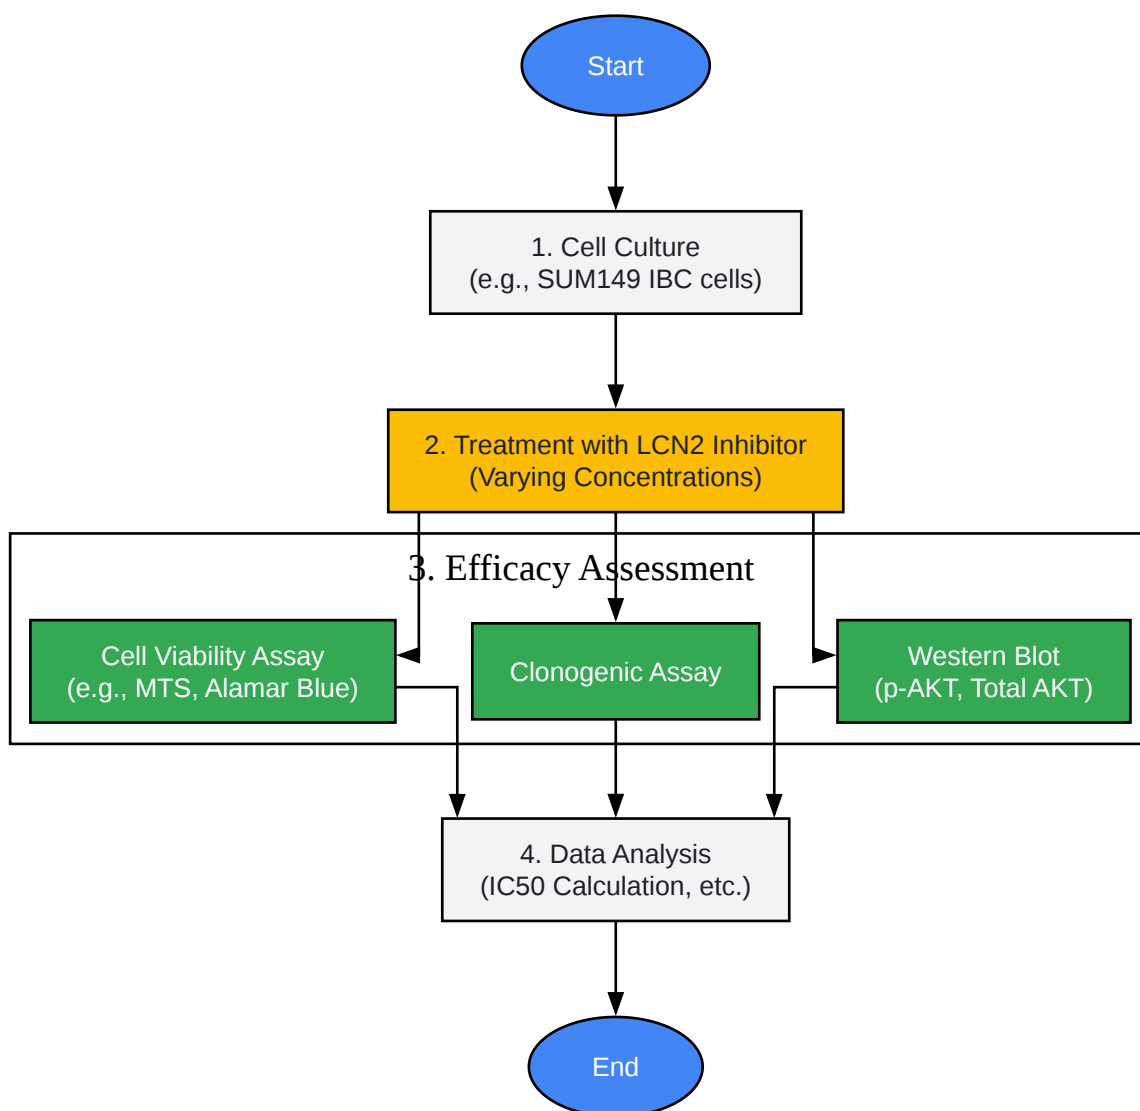 Start
1. Cell Culture
(e.g., SUM149 IBC cells)
2. Treatment with LCN2 Inhibitor
(Varying Concentrations)
3. Efficacy Assessment
Cell Viability Assay
(e.g., MTS, Alamar Blue)
Clonogenic Assay
Western Blot
(p-AKT, Total AKT)
4. Data Analysis
(IC50 Calculation, etc.)
End